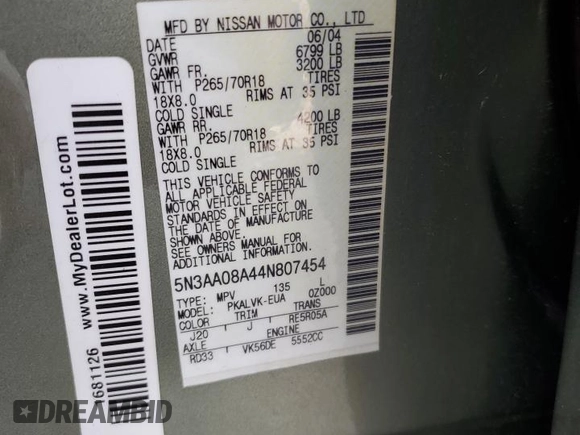 MFD BY NISSAN MOTOR CO., LTD
DATE 06/04
GVWR 6799 LB
GAWR FR. 3200 LB
WITH P265/70R18 TIRES
18X8.0 RIMS AT 35 PSI
COLD SINGLE
GAWR RR. 4200 LB
WITH P265/70R18 TIRES
18X8.0 RIMS AT 35 PSI
COLD SINGLE
THIS VEHICLE CONFORMS TO
ALL APPLICABLE FEDERAL
MOTOR VEHICLE SAFETY
STANDARDS IN EFFECT ON
THE DATE OF MANUFACTURE
SHOWN ABOVE.
SEE OWNERS MANUAL FOR
FURTHER INFORMATION.
5N3AA08A44N807454
TYPE: MPV 135 L
MODEL: PKALVK-EUA 0Z000
COLOR TRIM TRANS
J20 J RE5R05A
AXLE ENGINE
RD33 VK56DE 5552CC
www.MyDealerLot.com
1681126
DREAMBID